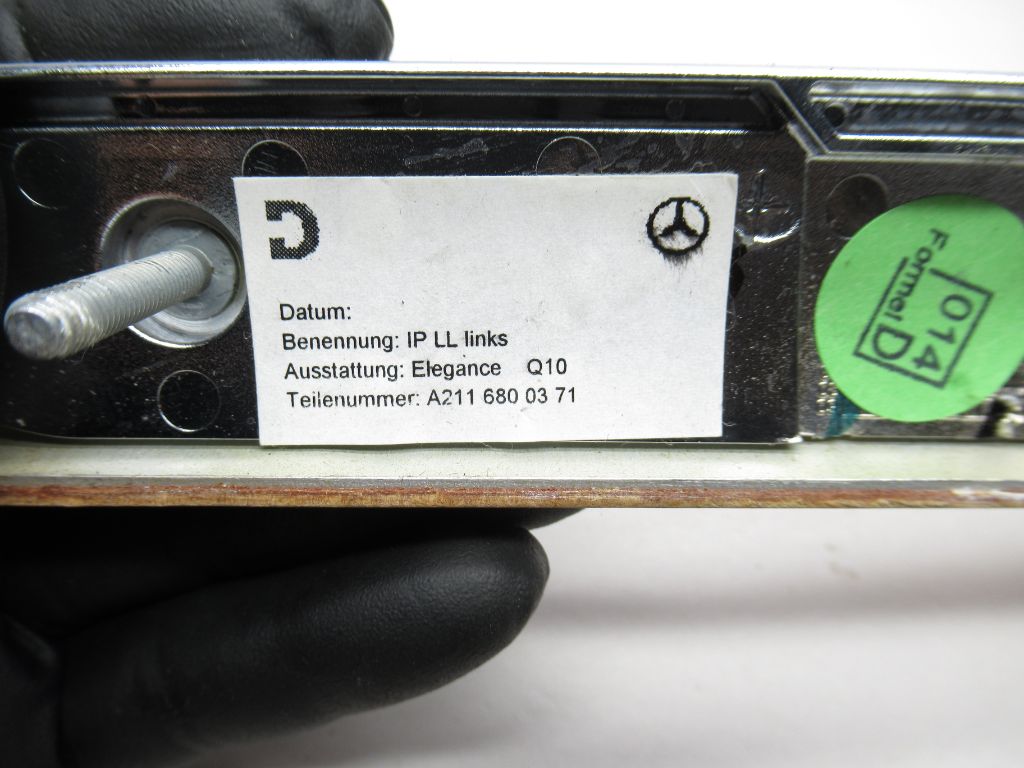 Datum:
Benennung: IP LL links
Ausstattung: Elegance Q10
Teilenummer: A211 680 03 71
014
Formel D